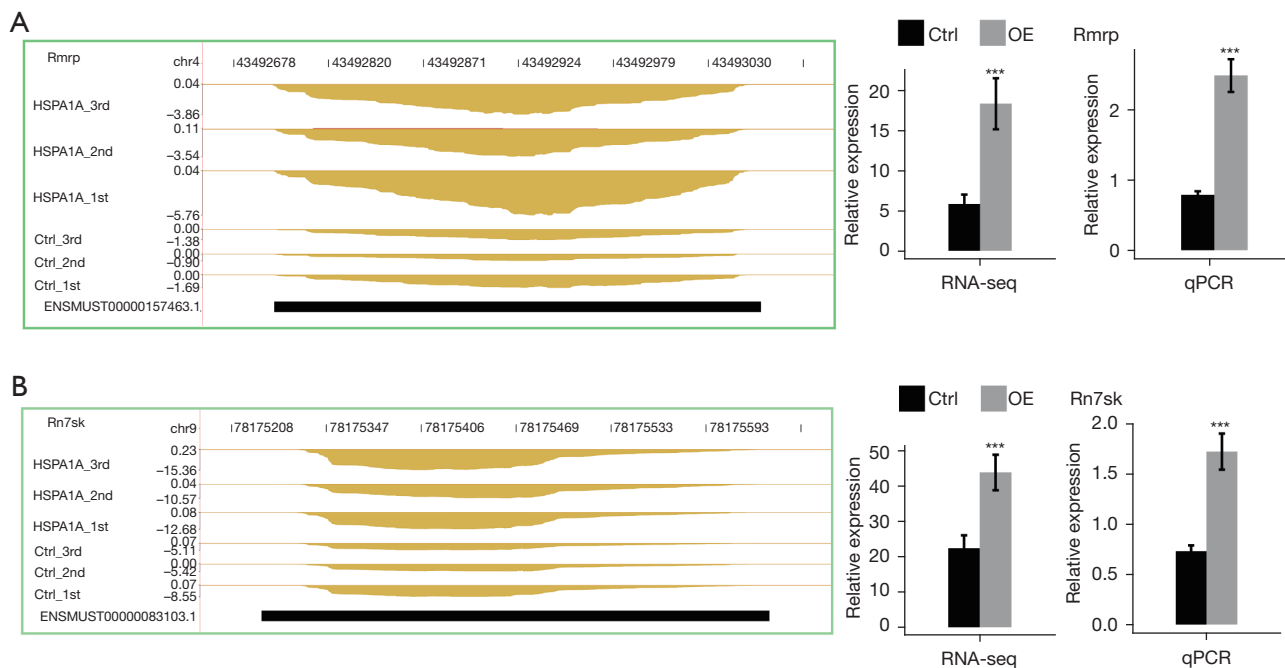 A
Rmrp chr4 43492678 43492820 43492871 43492924 43492979 43493030
0.04
HSPA1A_3rd
−3.86
0.11
HSPA1A_2nd
−3.54
0.04
HSPA1A_1st
−5.76
0.00
Ctrl_3rd
−1.38
0.00
Ctrl_2nd
−0.90
0.00
Ctrl_1st
−1.69
ENSMUST00000157463.1
Ctrl OE
Relative expression
20
15
10
5
0
***
RNA-seq
Rmrp
Relative expression
2
1
0
***
qPCR
B
Rn7sk chr9 78175208 78175347 78175406 78175469 78175533 78175593
0.23
HSPA1A_3rd
−15.36
0.04
HSPA1A_2nd
−10.57
0.08
HSPA1A_1st
−12.68
0.07
Ctrl_3rd
−5.11
0.00
Ctrl_2nd
−5.42
0.07
Ctrl_1st
−8.55
ENSMUST00000083103.1
Ctrl OE
Relative expression
50
40
30
20
10
0
***
RNA-seq
Rn7sk
Relative expression
2.0
1.5
1.0
0.5
0.0
***
qPCR